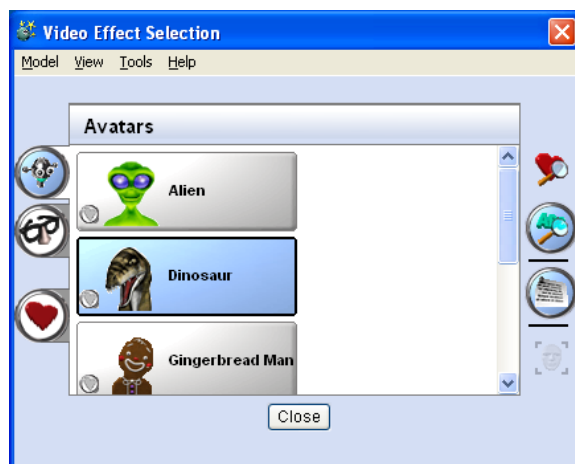 Video Effect Selection
Model View Tools Help
Avatars
Alien
Dinosaur
Gingerbread Man
Close